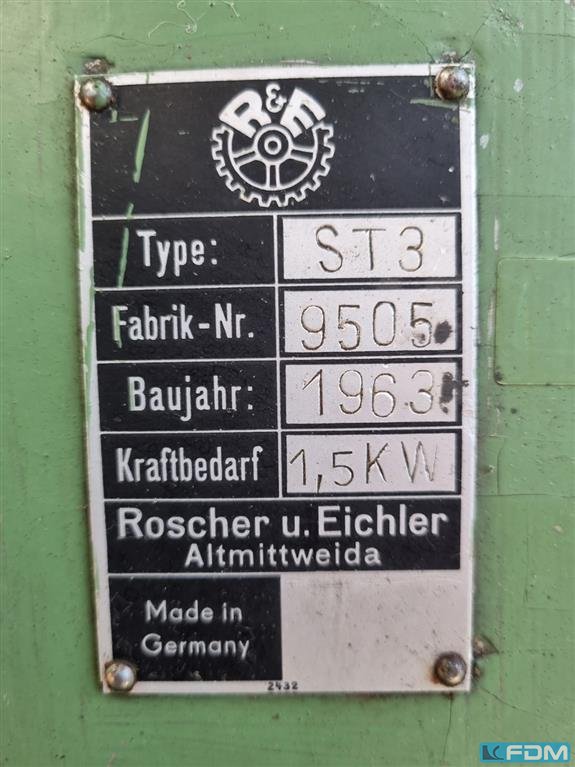 R&E
Type: ST3
Fabrik-Nr. 9505
Baujahr: 1963
Kraftbedarf 1,5KW
Roscher u. Eichler
Altmittweida
Made in
Germany
2432
FDM